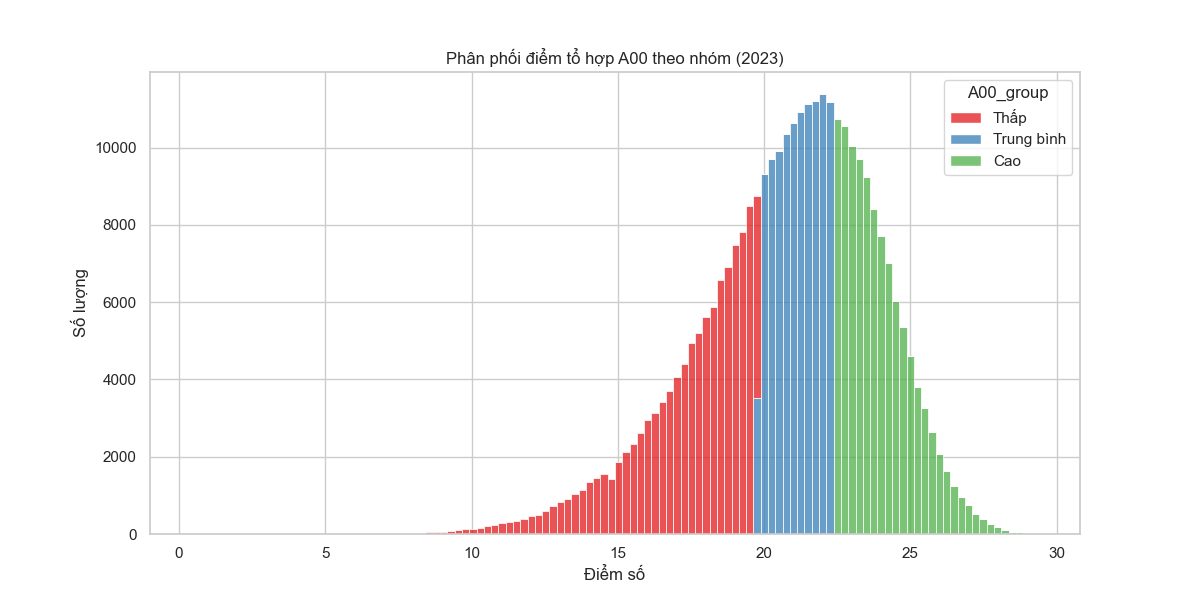 Phân phối điểm tổ hợp A00 theo nhóm (2023)
A00_group
Thấp
Trung bình
Cao
Số lượng
10000
8000
6000
4000
2000
0
0 5 10 15 20 25 30
Điểm số